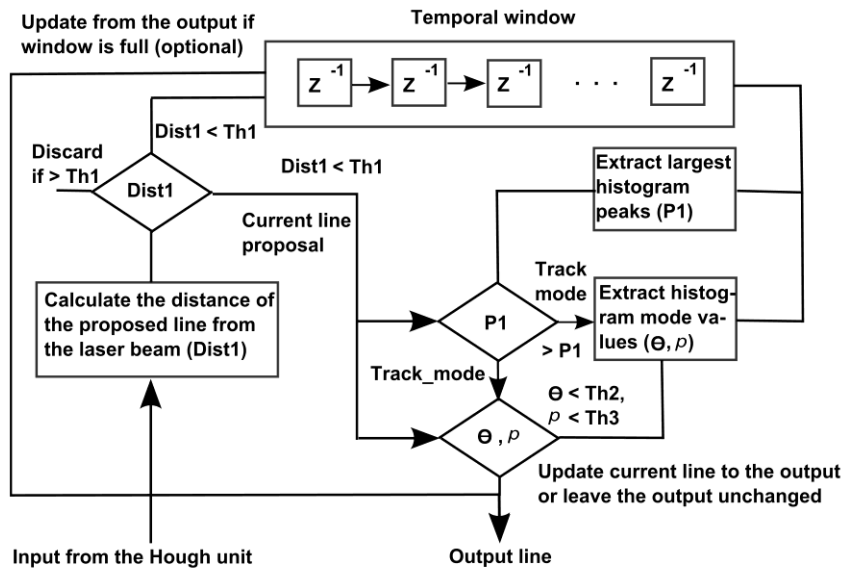 Update from the output if
window is full (optional)
Temporal window
Z -1
Z -1
Z -1
. . .
Z -1
Dist1 < Th1
Discard
if > Th1
Dist1
Dist1 < Th1
Current line
proposal
Extract largest
histogram
peaks (P1)
Calculate the distance of
the proposed line from
the laser beam (Dist1)
Track
mode
P1
> P1
Extract histog-
ram mode va-
lues (Ɵ, p)
Track_mode
Ɵ < Th2,
p < Th3
Ɵ , p
Update current line to the output
or leave the output unchanged
Input from the Hough unit
Output line